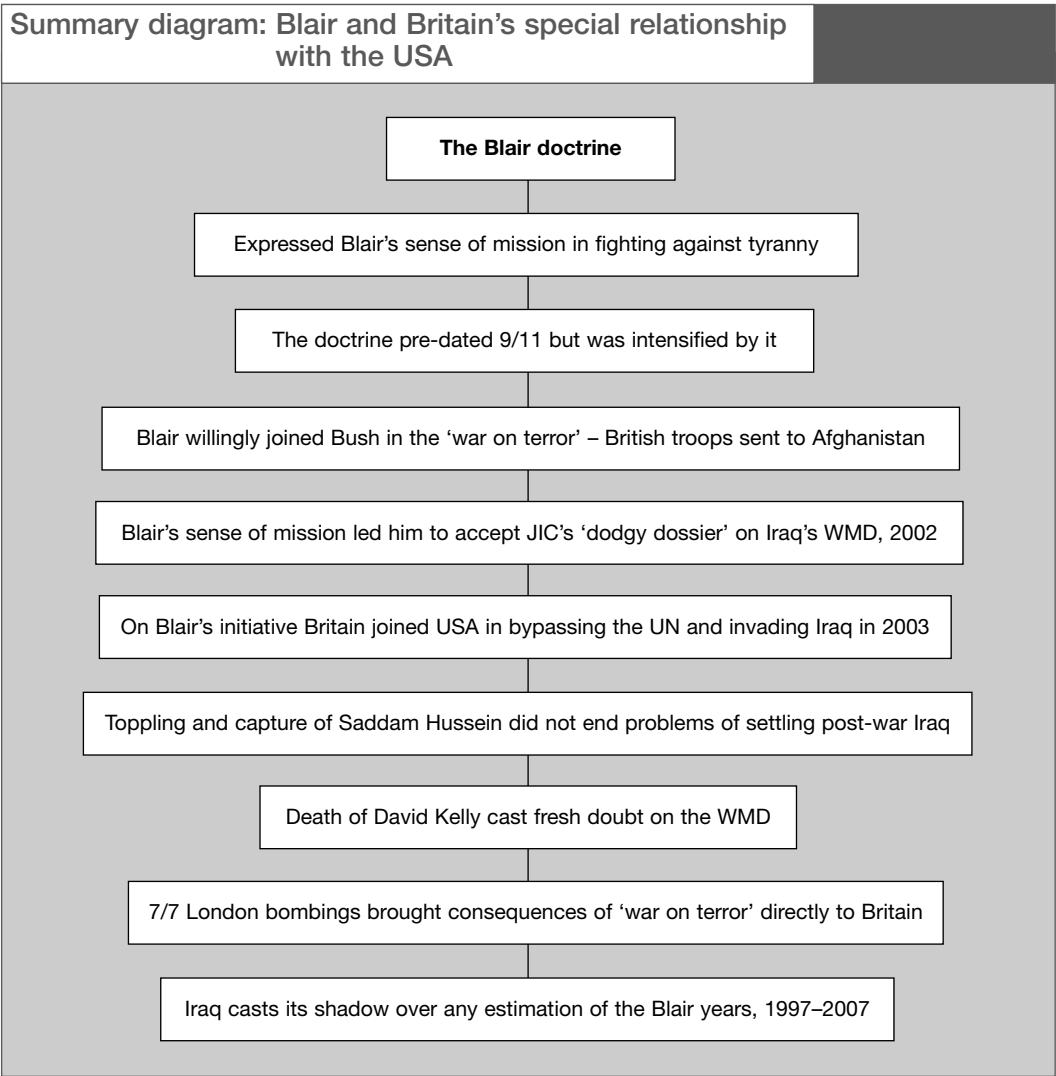 Summary diagram: Blair and Britain’s special relationship
with the USA
The Blair doctrine
Expressed Blair’s sense of mission in fighting against tyranny
The doctrine pre-dated 9/11 but was intensified by it
Blair willingly joined Bush in the ‘war on terror’ – British troops sent to Afghanistan
Blair’s sense of mission led him to accept JIC’s ‘dodgy dossier’ on Iraq’s WMD, 2002
On Blair’s initiative Britain joined USA in bypassing the UN and invading Iraq in 2003
Toppling and capture of Saddam Hussein did not end problems of settling post-war Iraq
Death of David Kelly cast fresh doubt on the WMD
7/7 London bombings brought consequences of ‘war on terror’ directly to Britain
Iraq casts its shadow over any estimation of the Blair years, 1997–2007